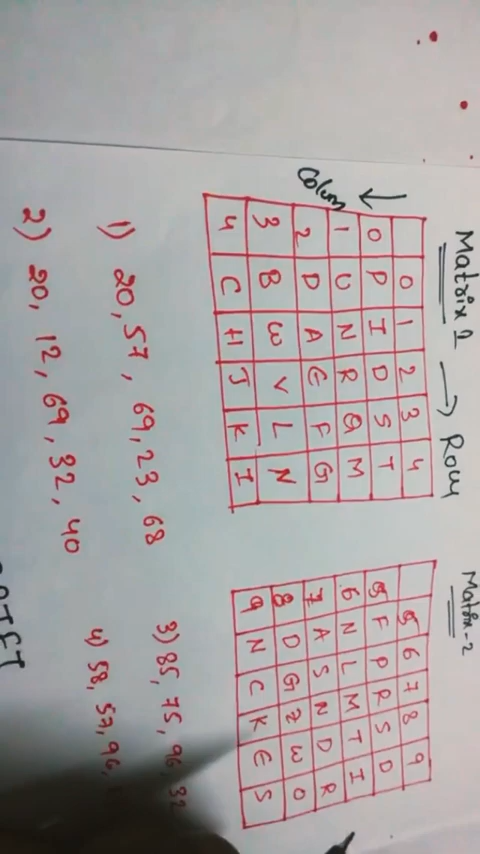 Matrix 1 → Row
Colum
0 1 2 3 4
0 P I D S T
1 U N R Q M
2 D A E F G
3 B W V L N
4 C H J K I
1) 20, 57, 69, 23, 68
2) 20, 12, 69, 32, 40
Matrix-2
5 6 7 8 9
5 F P R S D
6 N L M T I
7 A S N D R
8 D G Z W O
9 N C K E S
3) 85, 75, 96, 32
4) 58, 57, 96,